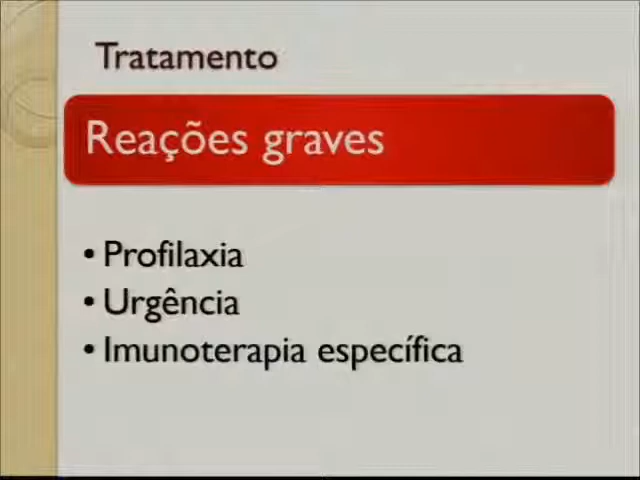 Tratamento
Reações graves
• Profilaxia
• Urgência
• Imunoterapia específica